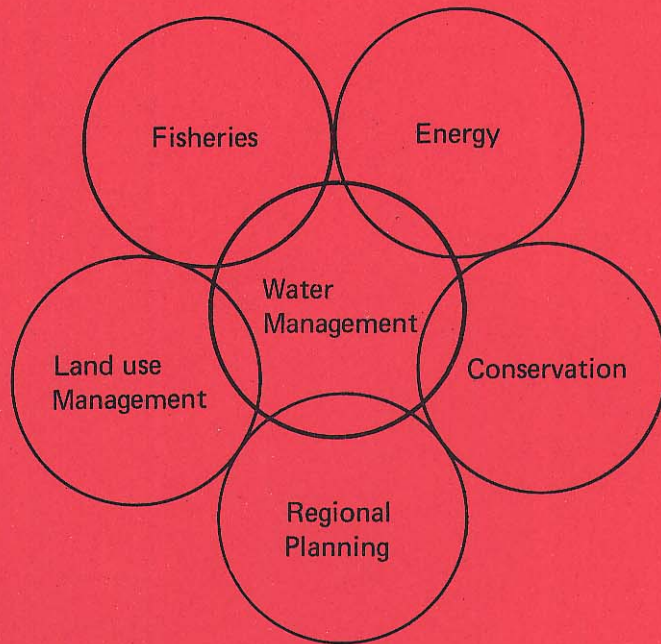 Fisheries
Energy
Water
Management
Land use
Management
Conservation
Regional
Planning